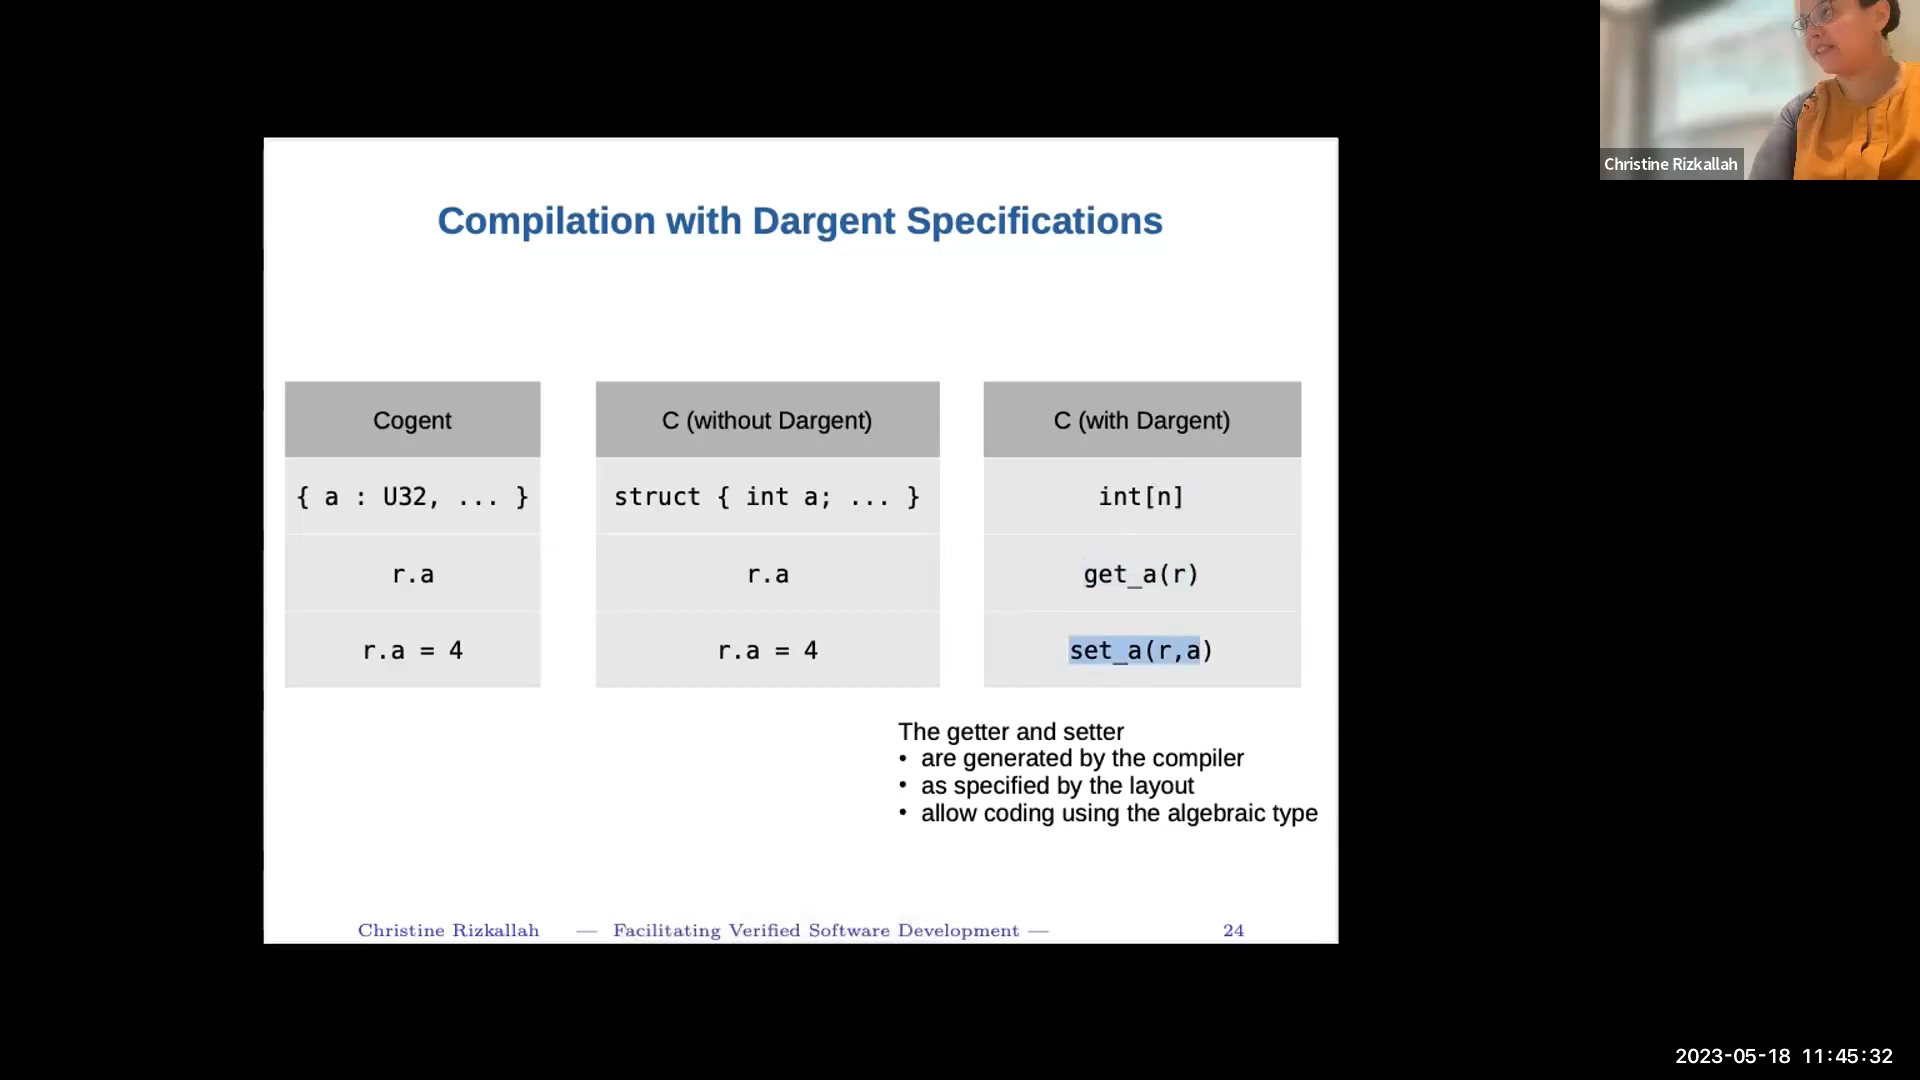 Christine Rizkallah
Compilation with Dargent Specifications
Cogent
C (without Dargent)
C (with Dargent)
{ a : U32, ... }
struct { int a; ... }
int[n]
r.a
r.a
get_a(r)
r.a = 4
r.a = 4
set_a(r,a)
The getter and setter
• are generated by the compiler
• as specified by the layout
• allow coding using the algebraic type
Christine Rizkallah — Facilitating Verified Software Development — 24
2023-05-18 11:45:32